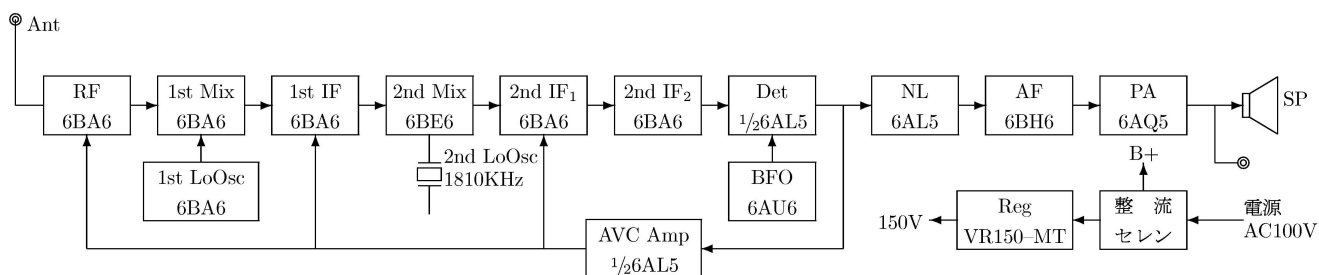 Ant
RF
6BA6
1st Mix
6BA6
1st IF
6BA6
2nd Mix
6BE6
2nd IF₁
6BA6
2nd IF₂
6BA6
Det
½6AL5
NL
6AL5
AF
6BH6
PA
6AQ5
SP
1st LoOsc
6BA6
2nd LoOsc
1810KHz
BFO
6AU6
B+
150V
Reg
VR150–MT
整 流
セレン
電源
AC100V
AVC Amp
½6AL5